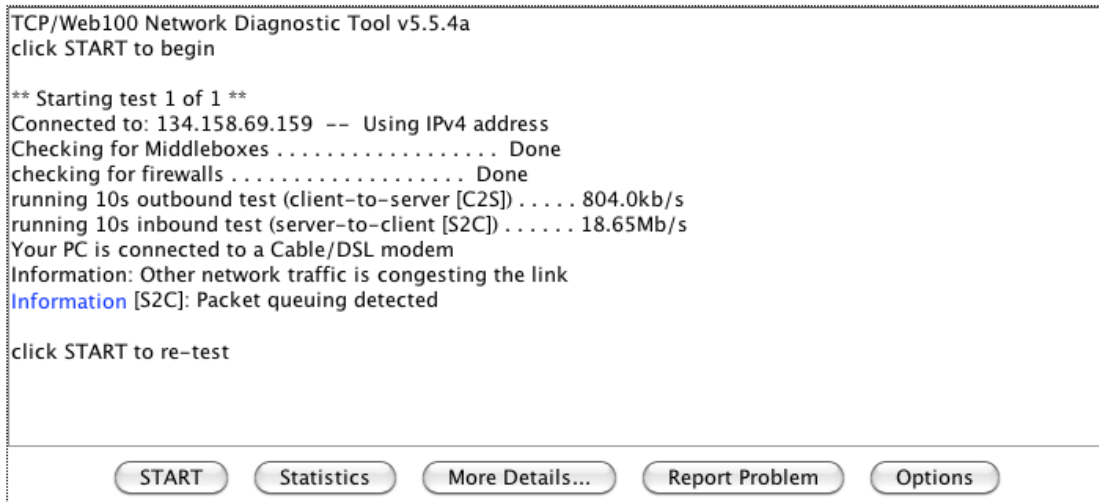 TCP/Web100 Network Diagnostic Tool v5.5.4a
click START to begin
** Starting test 1 of 1 **
Connected to: 134.158.69.159  --  Using IPv4 address
Checking for Middleboxes . . . . . . . . . . . . . . . . . .  Done
checking for firewalls . . . . . . . . . . . . . . . . . . .  Done
running 10s outbound test (client-to-server [C2S]) . . . . . 804.0kb/s
running 10s inbound test (server-to-client [S2C]) . . . . . . 18.65Mb/s
Your PC is connected to a Cable/DSL modem
Information: Other network traffic is congesting the link
Information [S2C]: Packet queuing detected
click START to re-test
START Statistics More Details... Report Problem Options